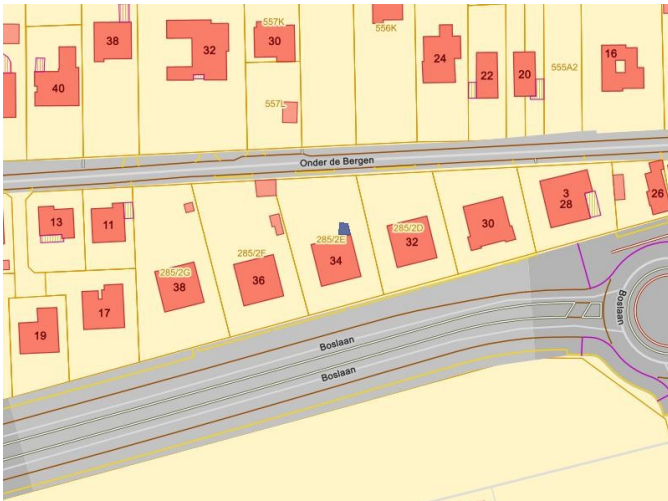 557K
556K
38
32
30
24
22
20
555A2
16
40
557L
Onder de Bergen
13
11
285/2G
38
285/2F
36
285/2E
34
285/2D
32
30
3
28
26
19
17
Boslaan
Boslaan
Boslaan